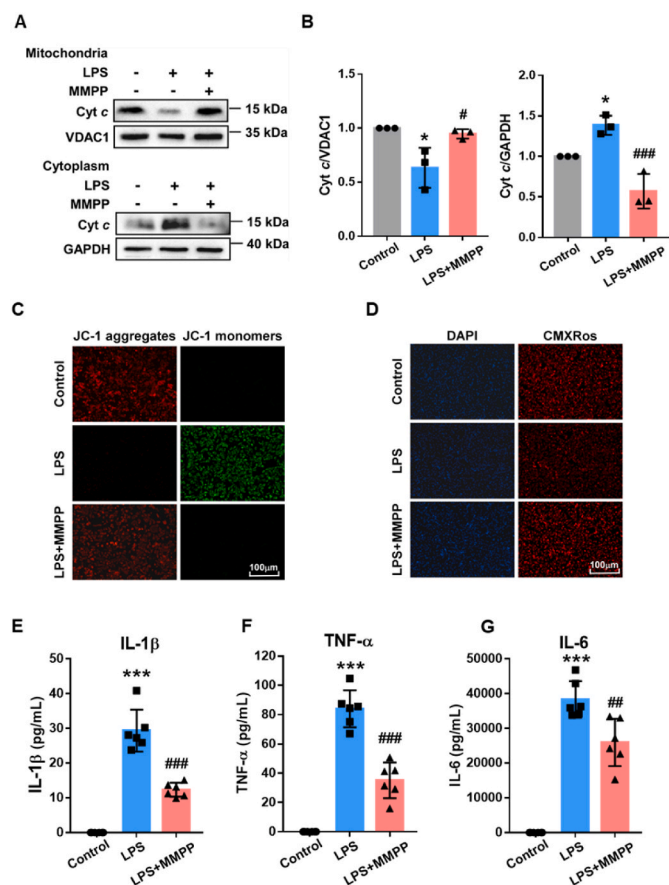 A
Mitochondria
LPS - + +
MMPP - - +
Cyt c 15 kDa
VDAC1 35 kDa
Cytoplasm
LPS - + +
MMPP - - +
Cyt c 15 kDa
GAPDH 40 kDa
B
Cyt c/VDAC1
1.5
1.0
0.5
0.0
*
#
Control
LPS
LPS+MMPP
Cyt c/GAPDH
2.0
1.5
1.0
0.5
0.0
*
###
Control
LPS
LPS+MMPP
C
JC-1 aggregates JC-1 monomers
Control
LPS
LPS+MMPP
100μm
D
DAPI CMXRos
Control
LPS
LPS+MMPP
100μm
E
IL-1β
IL-1β (pg/mL)
50
40
30
20
10
0
***
###
Control
LPS
LPS+MMPP
F
TNF-α
TNF-α (pg/mL)
120
100
80
60
40
20
0
***
###
Control
LPS
LPS+MMPP
G
IL-6
IL-6 (pg/mL)
50000
40000
30000
20000
10000
0
***
##
Control
LPS
LPS+MMPP